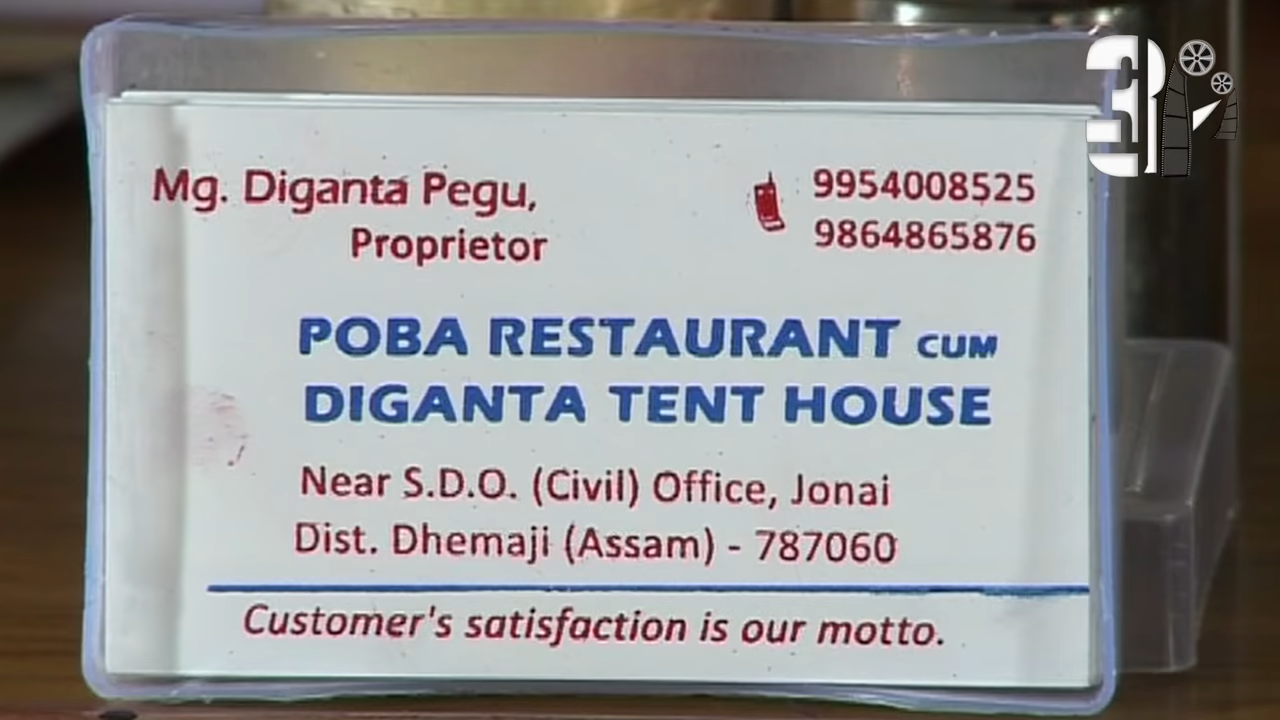 Mg. Diganta Pegu,
Proprietor
9954008525
9864865876
POBA RESTAURANT CUM
DIGANTA TENT HOUSE
Near S.D.O. (Civil) Office, Jonai
Dist. Dhemaji (Assam) - 787060
Customer's satisfaction is our motto.